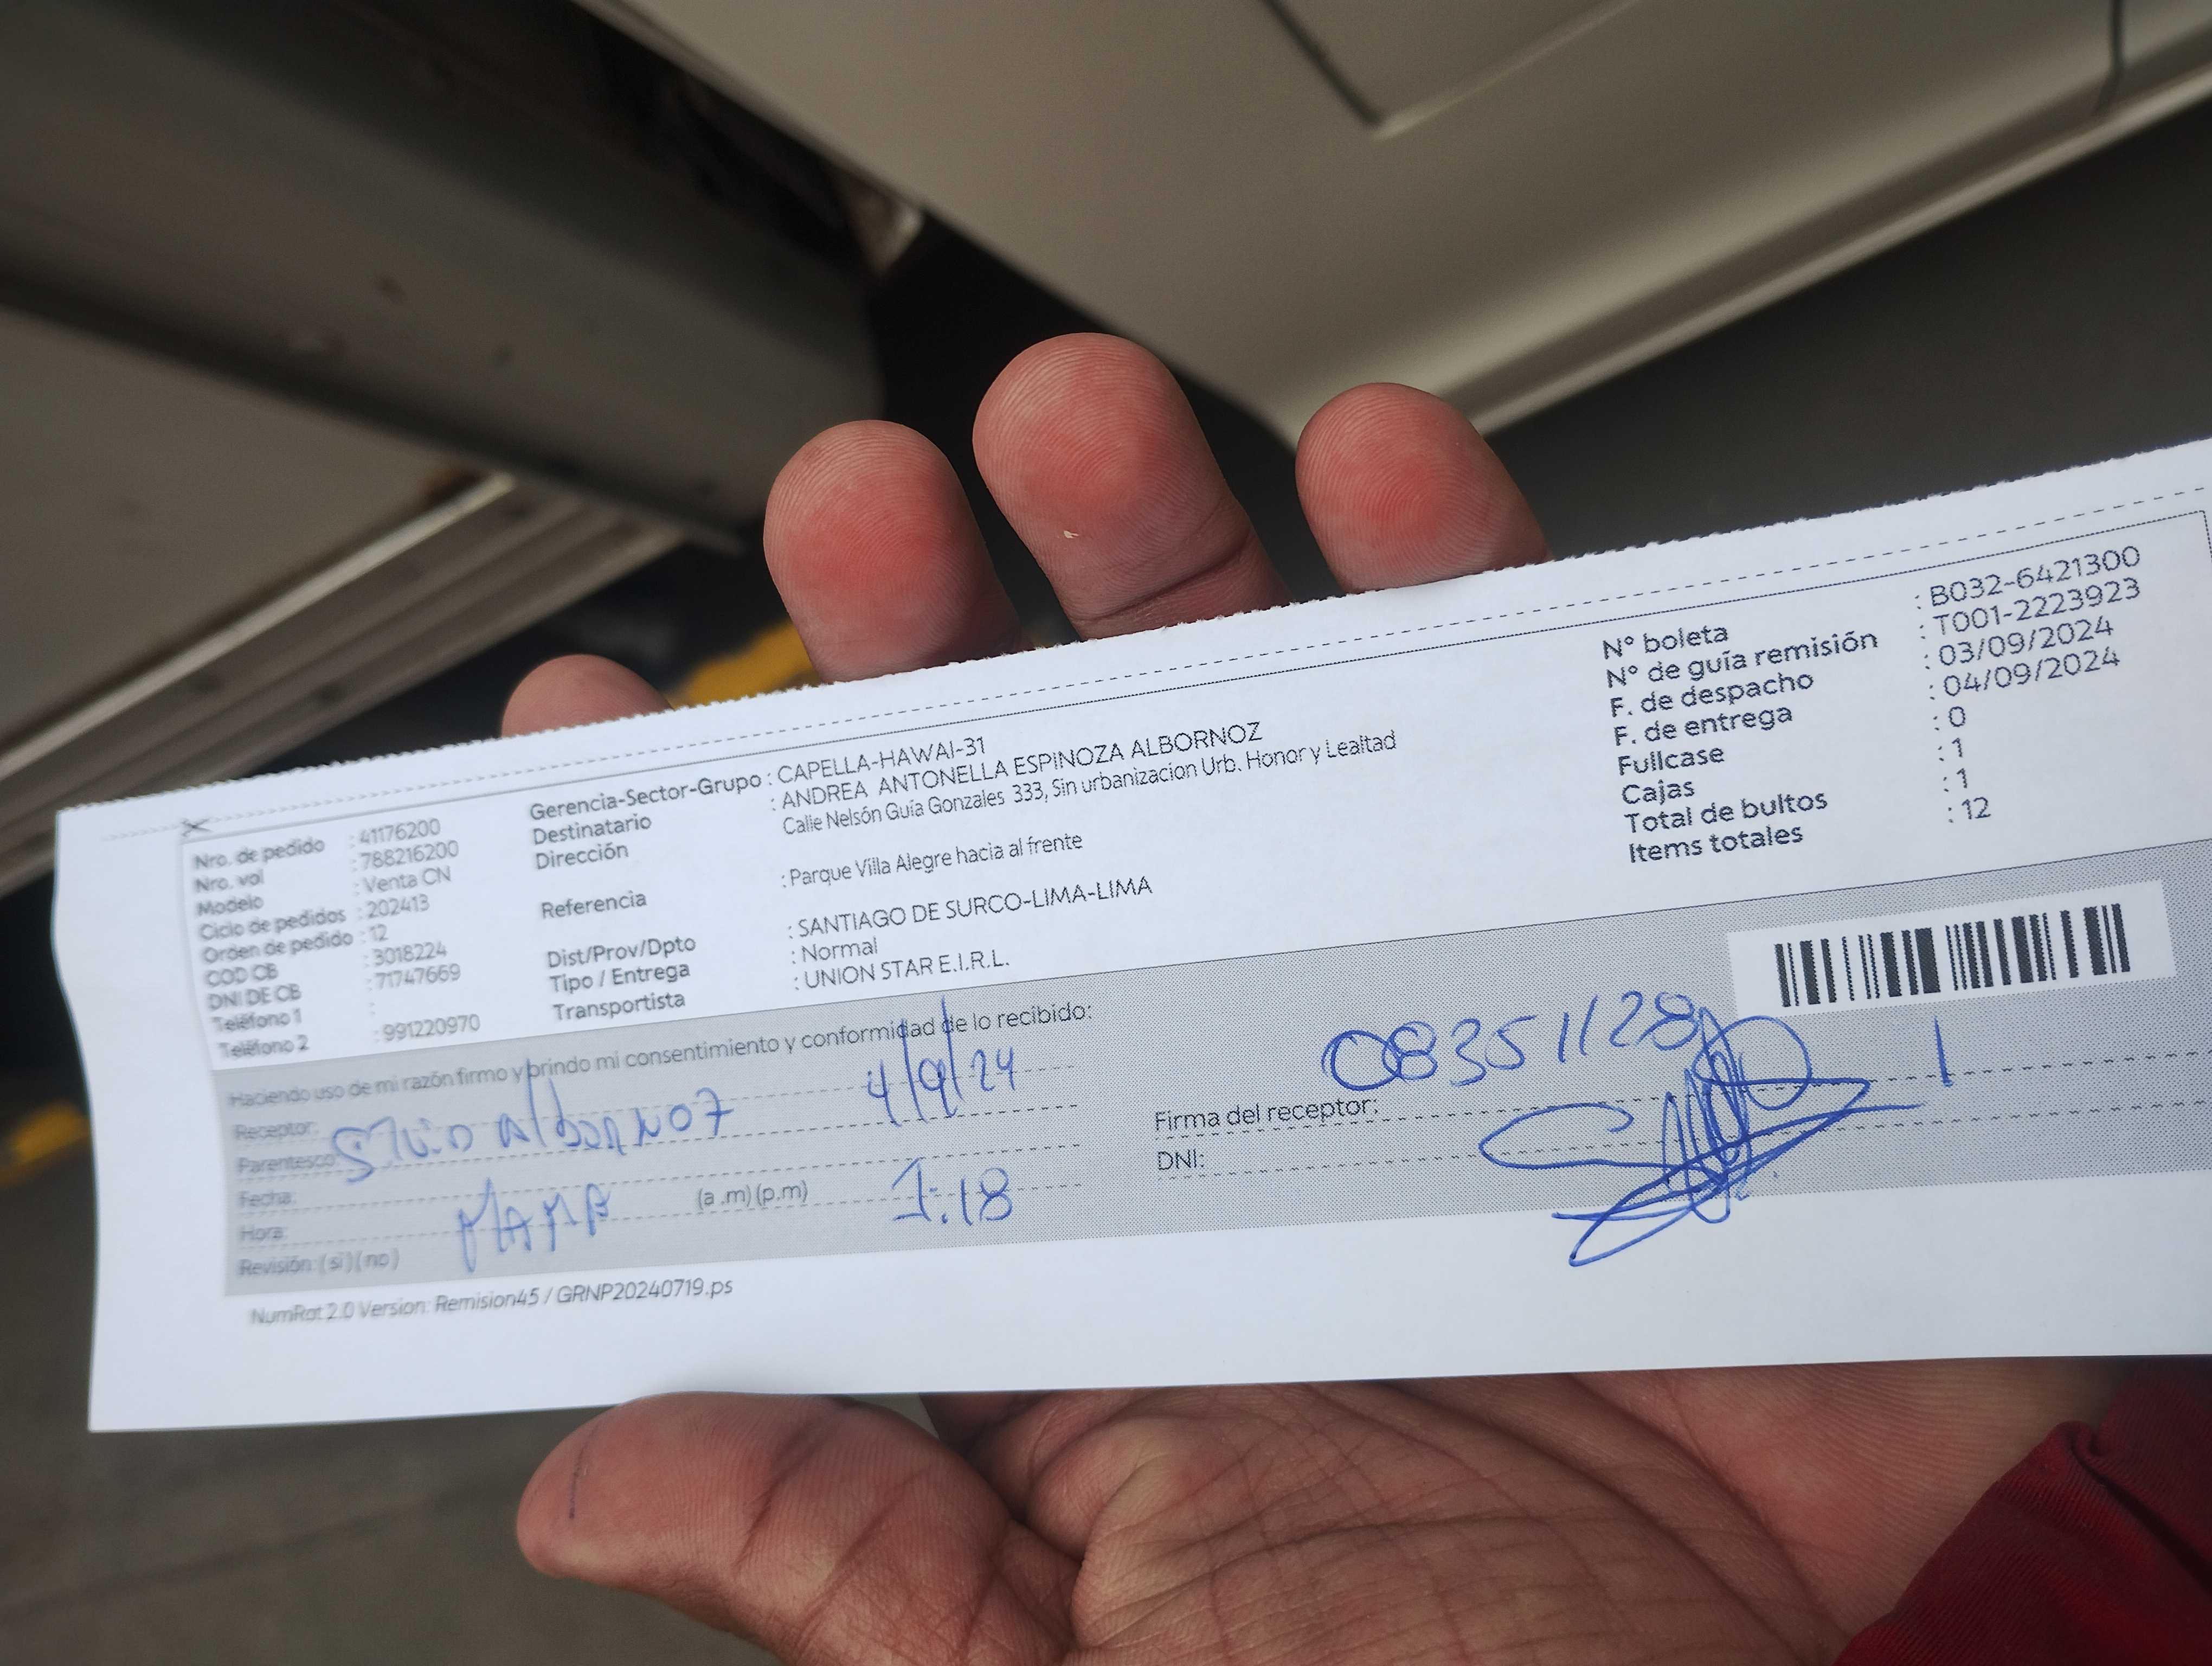 Nro. de pedido : 41176200
Nro. vol : 788216200
Modelo : Venta CN
Ciclo de pedidos : 202413
Orden de pedido : 12
COD CB : 3018224
DNI DE CB : 71747669
Teléfono 1 :
Teléfono 2 : 991220970
Gerencia-Sector-Grupo : CAPELLA-HAWAI-31
Destinatario : ANDREA ANTONELLA ESPINOZA ALBORNOZ
Dirección Calle Nelsón Guía Gonzales 333, Sin urbanizacion Urb. Honor y Lealtad
Referencia : Parque Villa Alegre hacia al frente
Dist/Prov/Dpto : SANTIAGO DE SURCO-LIMA-LIMA
Tipo / Entrega : Normal
Transportista : UNION STAR E.I.R.L.
N° boleta : B032-6421300
N° de guía remisión : T001-2223923
F. de despacho : 03/09/2024
F. de entrega : 04/09/2024
Fullcase : 0
Cajas : 1
Total de bultos : 1
Items totales : 12
Haciendo uso de mi razón firmo y brindo mi consentimiento y conformidad de lo recibido:
Receptor:
Parentesco: AlbORNOZ 4/9/24
Fecha:
Hora: MAMA (a .m) (p.m) 1:18
Revisión: ( si ) ( no )
08351128 1
Firma del receptor:
DNI:
NumRot 2.0 Version: Remision45 / GRNP20240719.ps